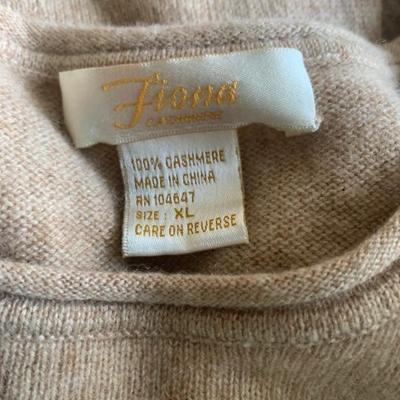 Fiona
CASHMERE
100% CASHMERE
MADE IN CHINA
RN 104647
SIZE : XL
CARE ON REVERSE